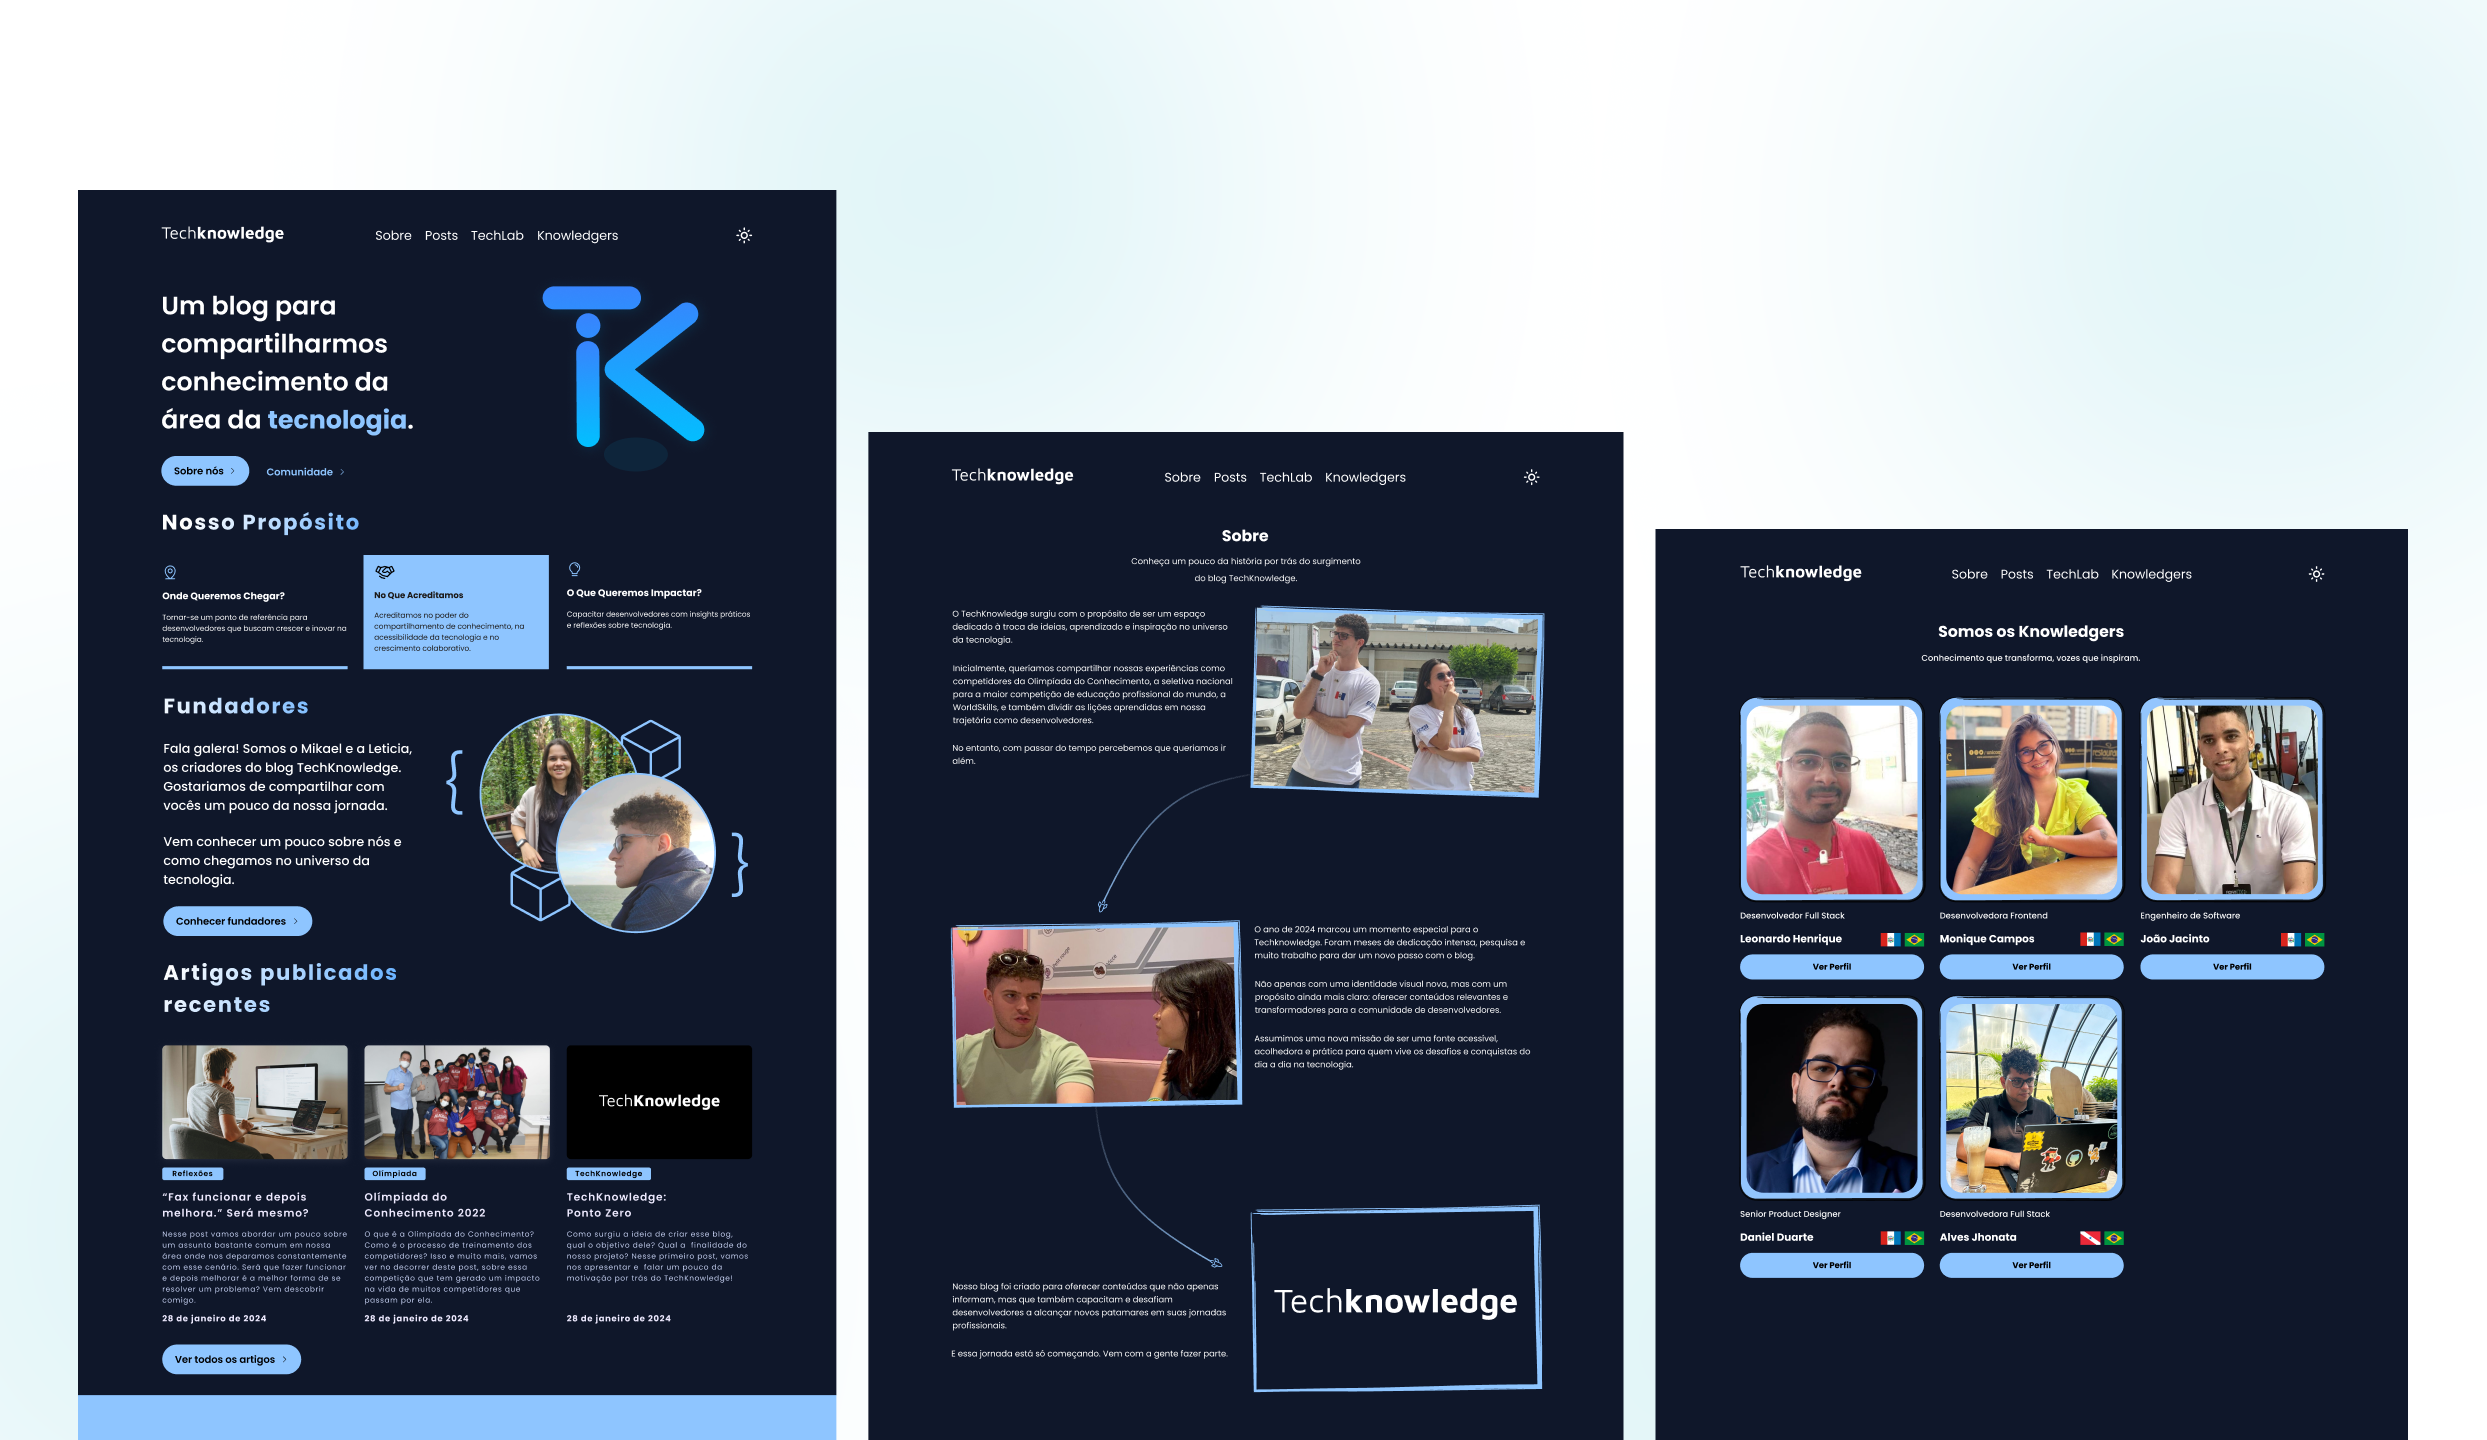 Techknowledge
Sobre Posts TechLab Knowledgers
Um blog para
compartilharmos
conhecimento da
área da tecnologia.
Sobre nós
Comunidade
Nosso Propósito
Onde Queremos Chegar?
Tornar-se um ponto de referência para
desenvolvedores que buscam crescer e inovar na
tecnologia.
No Que Acreditamos
Acreditamos no poder do
compartilhamento de conhecimento, na
acessibilidade da tecnologia e no
crescimento colaborativo.
O Que Queremos Impactar?
Capacitar desenvolvedores com insights práticos
e reflexões sobre tecnologia.
Fundadores
Fala galera! Somos o Mikael e a Leticia,
os criadores do blog TechKnowledge.
Gostariamos de compartilhar com
vocês um pouco da nossa jornada.
Vem conhecer um pouco sobre nós e
como chegamos no universo da
tecnologia.
Conhecer fundadores
Artigos publicados
recentes
TechKnowledge
Reflexões
“Fax funcionar e depois
melhora.” Será mesmo?
Nesse post vamos abordar um pouco sobre
um assunto bastante comum em nossa
área onde nos deparamos constantemente
com esse cenário. Será que fazer funcionar
e depois melhorar é a melhor forma de se
resolver um problema? Vem descobrir
comigo.
28 de janeiro de 2024
Olímpiada
Olímpiada do
Conhecimento 2022
O que é a Olímpiada do Conhecimento?
Como é o processo de treinamento dos
competidores? Isso e muito mais, vamos
ver no decorrer deste post, sobre essa
competição que tem gerado um impacto
na vida de muitos competidores que
passam por ela.
28 de janeiro de 2024
TechKnowledge
TechKnowledge:
Ponto Zero
Como surgiu a ideia de criar esse blog,
qual o objetivo dele? Qual a finalidade do
nosso projeto? Nesse primeiro post, vamos
nos apresentar e falar um pouco da
motivação por trás do TechKnowledge!
28 de janeiro de 2024
Ver todos os artigos
Techknowledge
Sobre Posts TechLab Knowledgers
Sobre
Conheça um pouco da história por trás do surgimento
do blog TechKnowledge.
O TechKnowledge surgiu com o propósito de ser um espaço
dedicado à troca de ideias, aprendizado e inspiração no universo
da tecnologia.
Inicialmente, queríamos compartilhar nossas experiências como
competidores da Olimpíada do Conhecimento, a seletiva nacional
para a maior competição de educação profissional do mundo, a
WorldSkills, e também dividir as lições aprendidas em nossa
trajetória como desenvolvedores.
No entanto, com passar do tempo percebemos que queriamos ir
além.
O ano de 2024 marcou um momento especial para o
Techknowledge. Foram meses de dedicação intensa, pesquisa e
muito trabalho para dar um novo passo com o blog.
Não apenas com uma identidade visual nova, mas com um
propósito ainda mais claro: oferecer conteúdos relevantes e
transformadores para a comunidade de desenvolvedores.
Assumimos uma nova missão de ser uma fonte acessível,
acolhedora e prática para quem vive os desafios e conquistas do
dia a dia na tecnologia.
Nosso blog foi criado para oferecer conteúdos que não apenas
informam, mas que também capacitam e desafiam
desenvolvedores a alcançar novos patamares em suas jornadas
profissionais.
E essa jornada está só começando. Vem com a gente fazer parte.
Techknowledge
Techknowledge
Sobre Posts TechLab Knowledgers
Somos os Knowledgers
Conhecimento que transforma, vozes que inspiram.
Desenvolvedor Full Stack
Leonardo Henrique
Ver Perfil
Desenvolvedora Frontend
Monique Campos
Ver Perfil
Engenheiro de Software
João Jacinto
Ver Perfil
Senior Product Designer
Daniel Duarte
Ver Perfil
Desenvolvedora Full Stack
Alves Jhonata
Ver Perfil